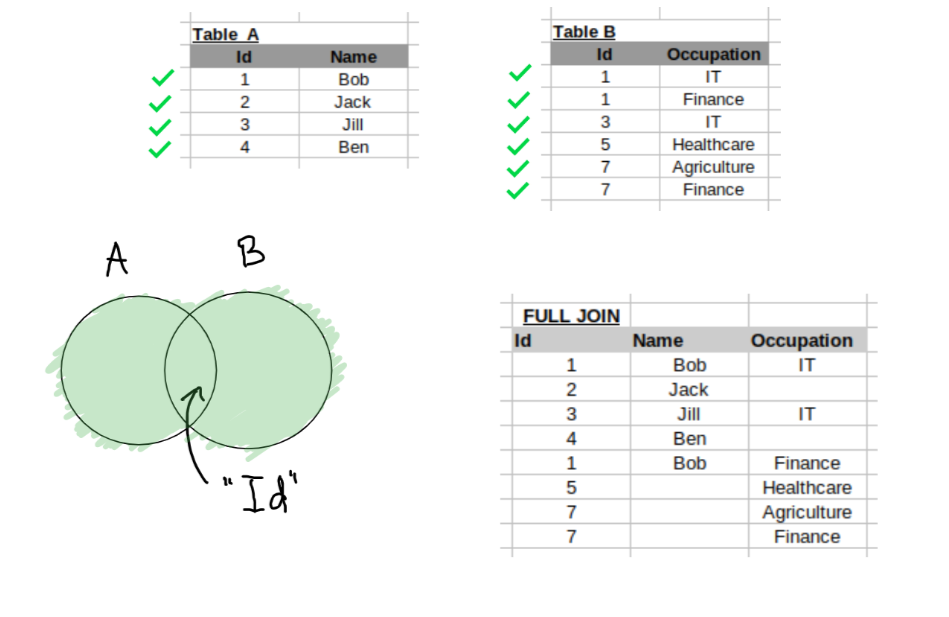 Table A
Id Name
1 Bob
2 Jack
3 Jill
4 Ben
Table B
Id Occupation
1 IT
1 Finance
3 IT
5 Healthcare
7 Agriculture
7 Finance
A B
"Id"
FULL JOIN
Id Name Occupation
1 Bob IT
2 Jack
3 Jill IT
4 Ben
1 Bob Finance
5 Healthcare
7 Agriculture
7 Finance